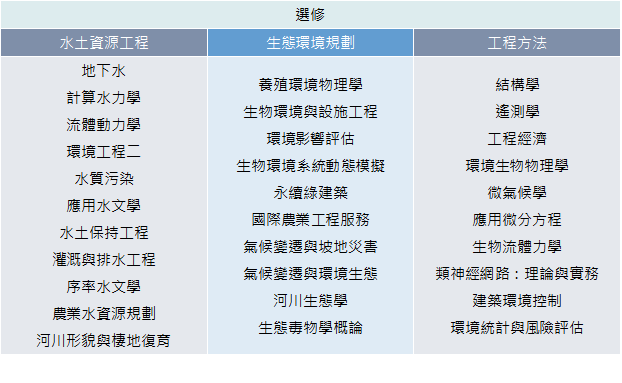 選修
水土資源工程
生態環境規劃
工程方法
地下水
計算水力學
流體動力學
環境工程二
水質污染
應用水文學
水土保持工程
灌溉與排水工程
序率水文學
農業水資源規劃
河川形貌與棲地復育
養殖環境物理學
生物環境與設施工程
環境影響評估
生物環境系統動態模擬
永續綠建築
國際農業工程服務
氣候變遷與坡地災害
氣候變遷與環境生態
河川生態學
生態毒物學概論
結構學
遙測學
工程經濟
環境生物物理學
微氣候學
應用微分方程
生物流體力學
類神經網路：理論與實務
建築環境控制
環境統計與風險評估